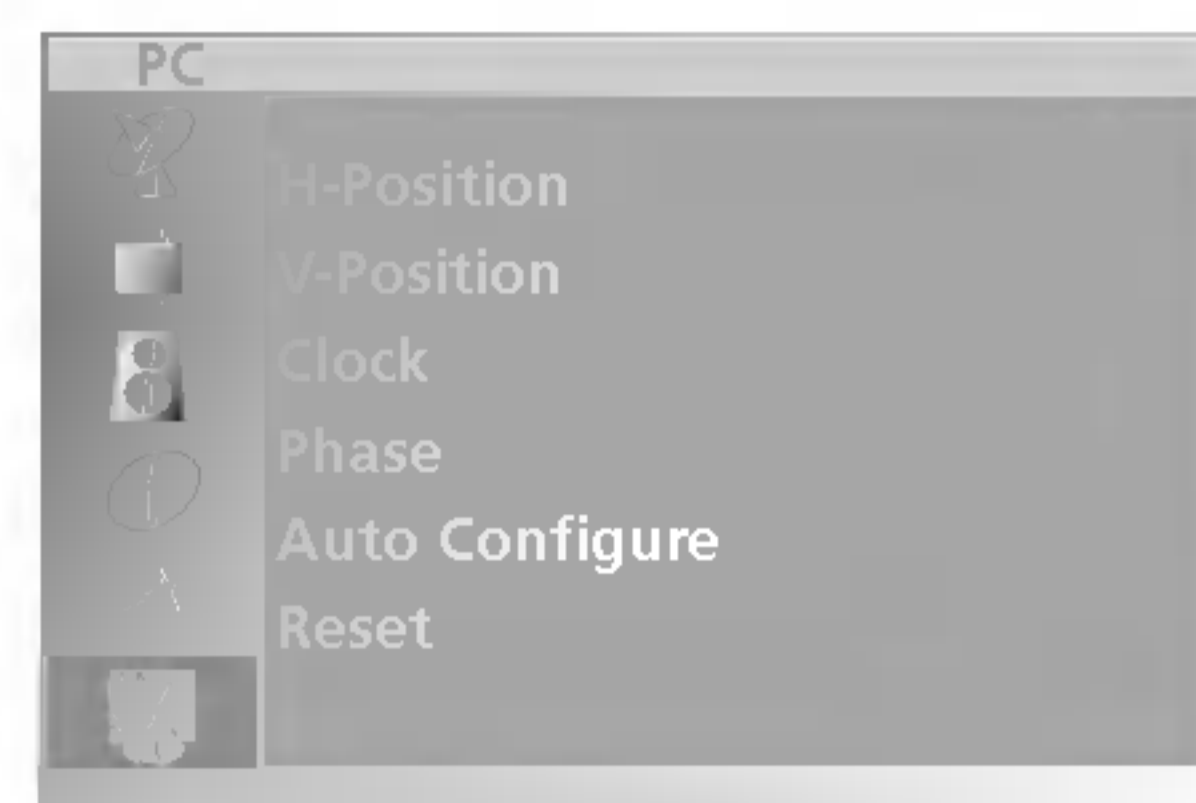 PC
H-Position
V-Position
Clock
Phase
Auto Configure
Reset